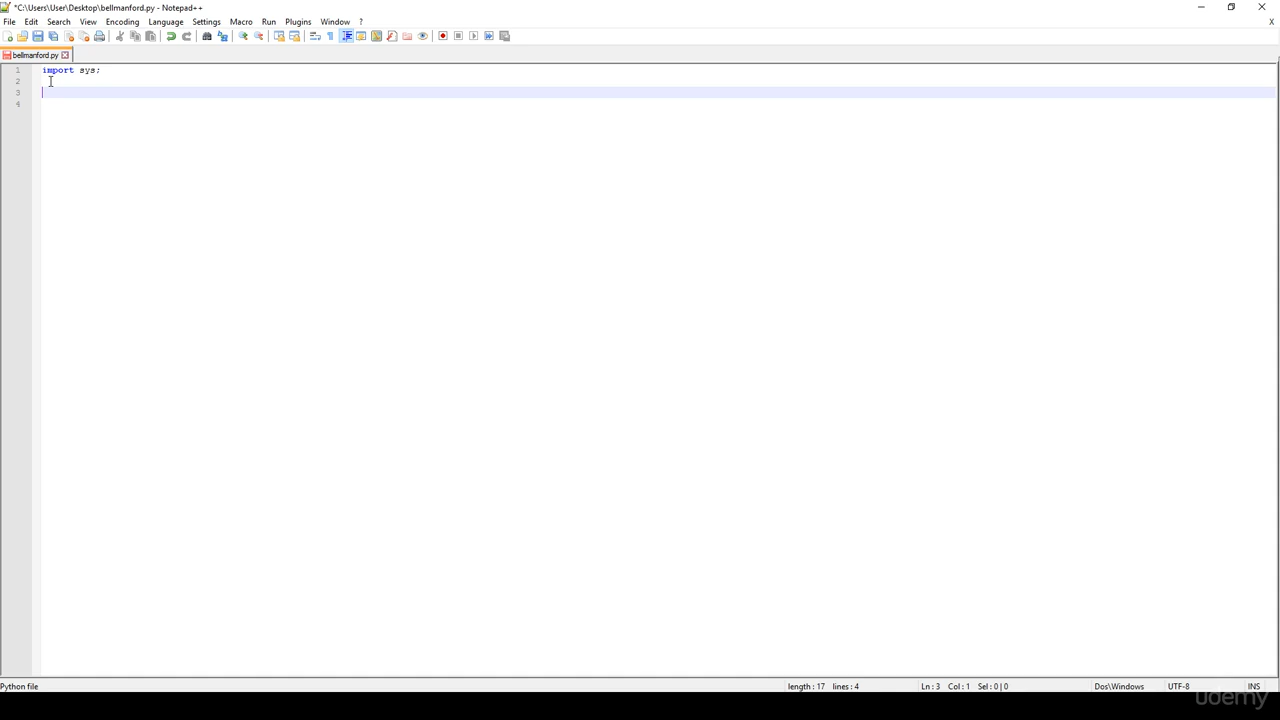 *C:\Users\User\Desktop\bellmanford.py - Notepad++
File Edit Search View Encoding Language Settings Macro Run Plugins Window ? X
bellmanford.py
1 import sys;
2
3
4
Python file length : 17 lines : 4 Ln : 3 Col : 1 Sel : 0 | 0 Dos\Windows UTF-8 INS
udemy